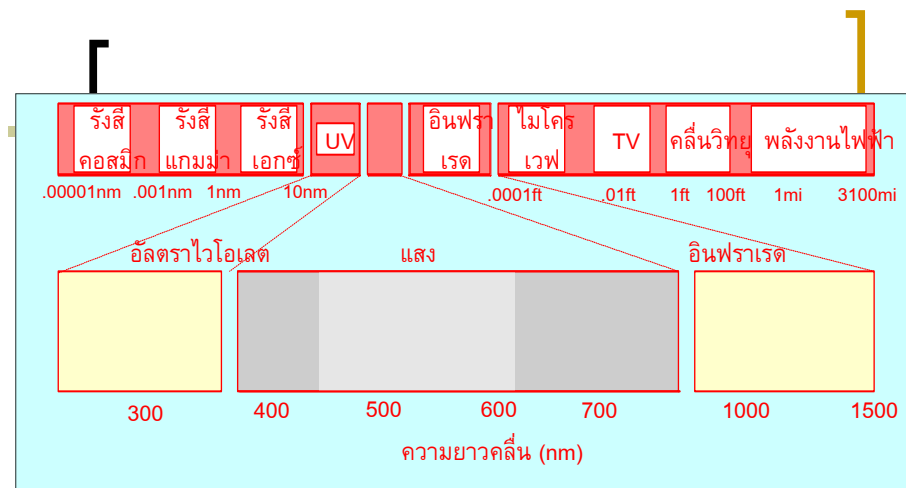 รังสี รังสี รังสี อินฟรา ไมโคร
UV TV คลื่นวิทยุ พลังงานไฟฟ้า
คอสมิก แกมม่า เอกซ์ เรด เวฟ
.00001nm .001nm 1nm 10nm .0001ft .01ft 1ft 100ft 1mi 3100mi
อัลตราไวโอเลต แสง อินฟราเรด
300 400 500 600 700 1000 1500
ความยาวคลื่น (nm)